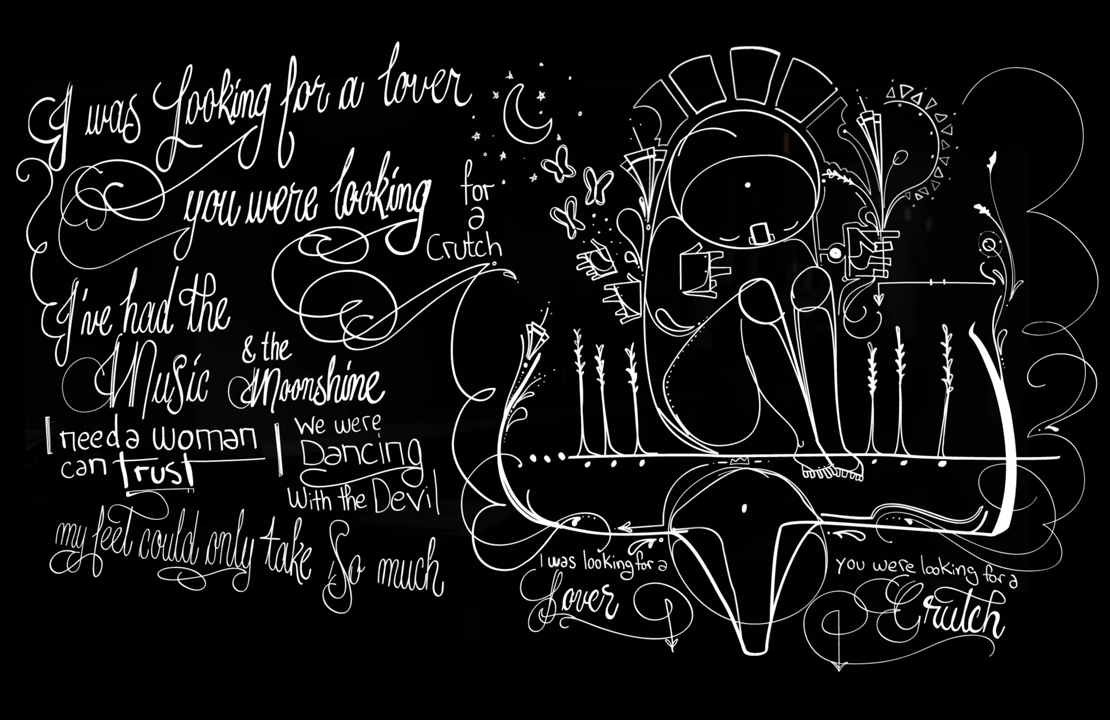 I was Looking for a lover
you were looking
for
a
Crutch
I've had the
Music
& the
Moonshine
I need a woman
I can trust
We were
Dancing
With the Devil
my feet could only take So much
I was looking for a
Lover
you were looking for a
Crutch